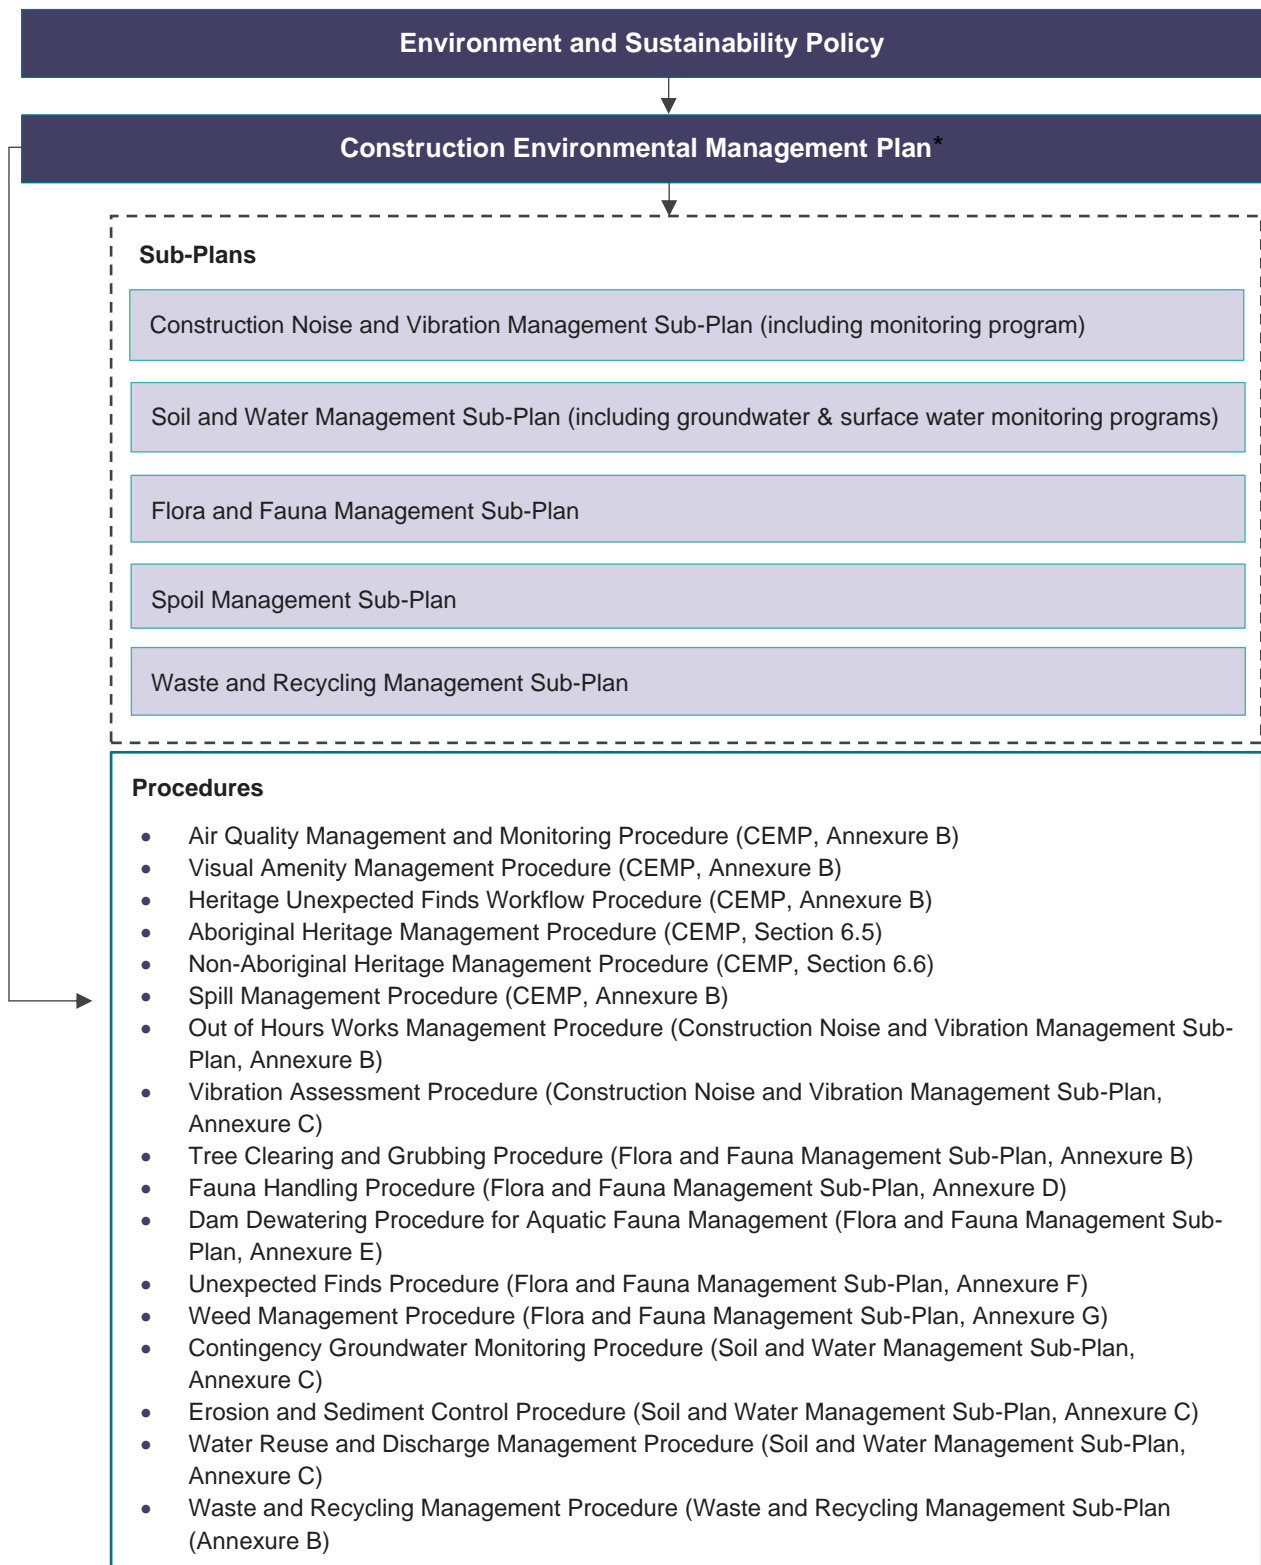 Environment and Sustainability Policy
Construction Environmental Management Plan*
Sub-Plans
Construction Noise and Vibration Management Sub-Plan (including monitoring program)
Soil and Water Management Sub-Plan (including groundwater & surface water monitoring programs)
Flora and Fauna Management Sub-Plan
Spoil Management Sub-Plan
Waste and Recycling Management Sub-Plan
Procedures
• Air Quality Management and Monitoring Procedure (CEMP, Annexure B)
• Visual Amenity Management Procedure (CEMP, Annexure B)
• Heritage Unexpected Finds Workflow Procedure (CEMP, Annexure B)
• Aboriginal Heritage Management Procedure (CEMP, Section 6.5)
• Non-Aboriginal Heritage Management Procedure (CEMP, Section 6.6)
• Spill Management Procedure (CEMP, Annexure B)
• Out of Hours Works Management Procedure (Construction Noise and Vibration Management Sub-
Plan, Annexure B)
• Vibration Assessment Procedure (Construction Noise and Vibration Management Sub-Plan,
Annexure C)
• Tree Clearing and Grubbing Procedure (Flora and Fauna Management Sub-Plan, Annexure B)
• Fauna Handling Procedure (Flora and Fauna Management Sub-Plan, Annexure D)
• Dam Dewatering Procedure for Aquatic Fauna Management (Flora and Fauna Management Sub-
Plan, Annexure E)
• Unexpected Finds Procedure (Flora and Fauna Management Sub-Plan, Annexure F)
• Weed Management Procedure (Flora and Fauna Management Sub-Plan, Annexure G)
• Contingency Groundwater Monitoring Procedure (Soil and Water Management Sub-Plan,
Annexure C)
• Erosion and Sediment Control Procedure (Soil and Water Management Sub-Plan, Annexure C)
• Water Reuse and Discharge Management Procedure (Soil and Water Management Sub-Plan,
Annexure C)
• Waste and Recycling Management Procedure (Waste and Recycling Management Sub-Plan
(Annexure B)